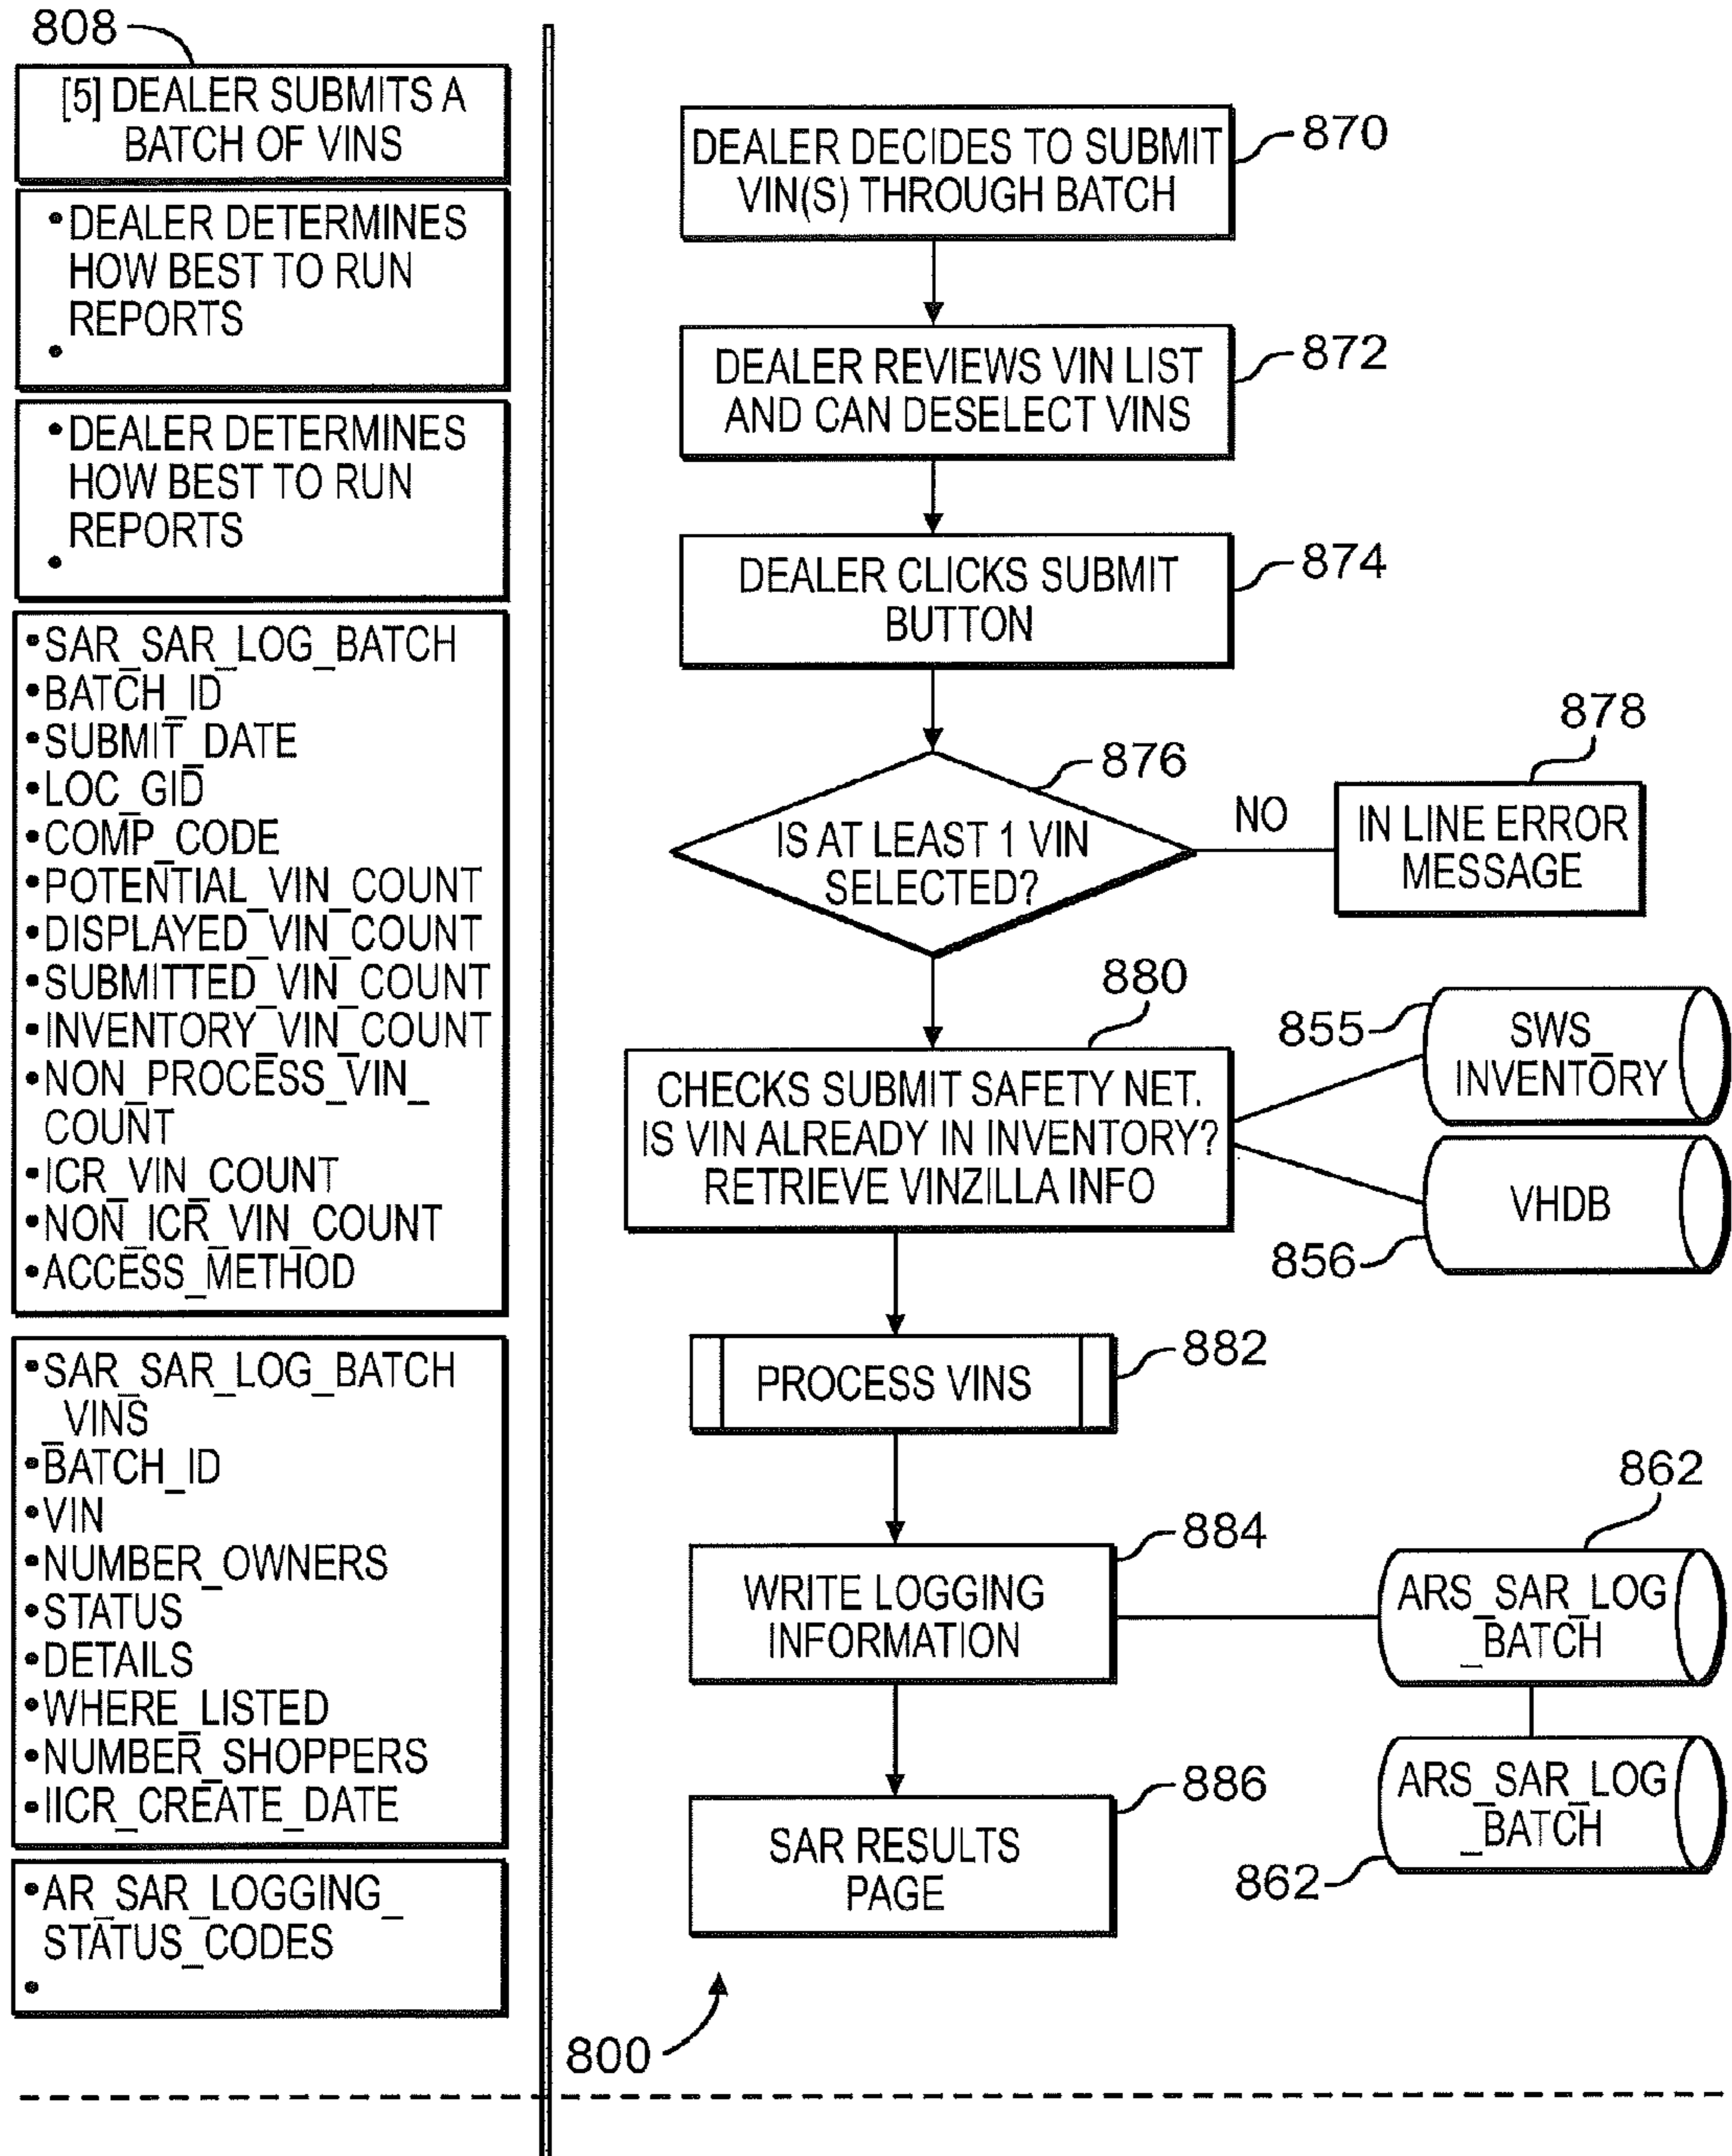 808
[5] DEALER SUBMITS A
BATCH OF VINS
•DEALER DETERMINES
HOW BEST TO RUN
REPORTS
•
•DEALER DETERMINES
HOW BEST TO RUN
REPORTS
•
•SAR_SAR_LOG_BATCH
•BATCH_ID
•SUBMIT_DATE
•LOC_GID
•COMP_CODE
•POTENTIAL_VIN_COUNT
•DISPLAYED_VIN_COUNT
•SUBMITTED_VIN_COUNT
•INVENTORY_VIN_COUNT
•NON_PROCESS_VIN_
COUNT
•ICR_VIN_COUNT
•NON_ICR_VIN_COUNT
•ACCESS_METHOD
•SAR_SAR_LOG_BATCH
_VINS
•BATCH_ID
•VIN
•NUMBER_OWNERS
•STATUS
•DETAILS
•WHERE_LISTED
•NUMBER_SHOPPERS
•IICR_CREATE_DATE
•AR_SAR_LOGGING_
STATUS_CODES
•
DEALER DECIDES TO SUBMIT
VIN(S) THROUGH BATCH
870
DEALER REVIEWS VIN LIST
AND CAN DESELECT VINS
872
DEALER CLICKS SUBMIT
BUTTON
874
IS AT LEAST 1 VIN
SELECTED?
876
NO
878
IN LINE ERROR
MESSAGE
880
CHECKS SUBMIT SAFETY NET.
IS VIN ALREADY IN INVENTORY?
RETRIEVE VINZILLA INFO
855
SWS_
INVENTORY
VHDB
856
PROCESS VINS
882
WRITE LOGGING
INFORMATION
884
862
ARS_SAR_LOG
_BATCH
ARS_SAR_LOG
_BATCH
862
SAR RESULTS
PAGE
886
800